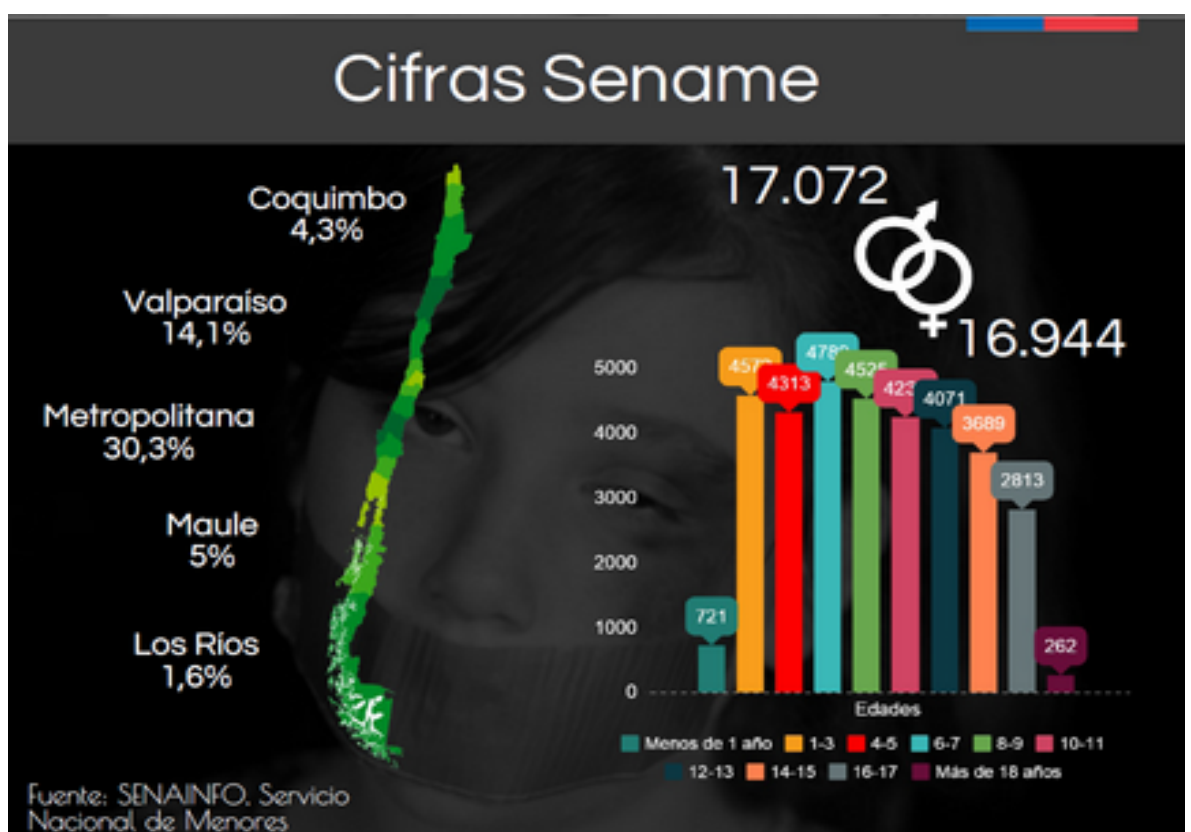 Cifras Sename
Coquimbo
4,3%
Valparaíso
14,1%
Metropolitana
30,3%
Maule
5%
Los Ríos
1,6%
Fuente: SENAINFO. Servicio
Nacional de Menores
17.072
16.944
5000
4000
3000
2000
1000
0
721
4313
4525
4071
3689
2813
262
Edades
Menos de 1 año 1-3 4-5 6-7 8-9 10-11
12-13 14-15 16-17 Más de 18 años